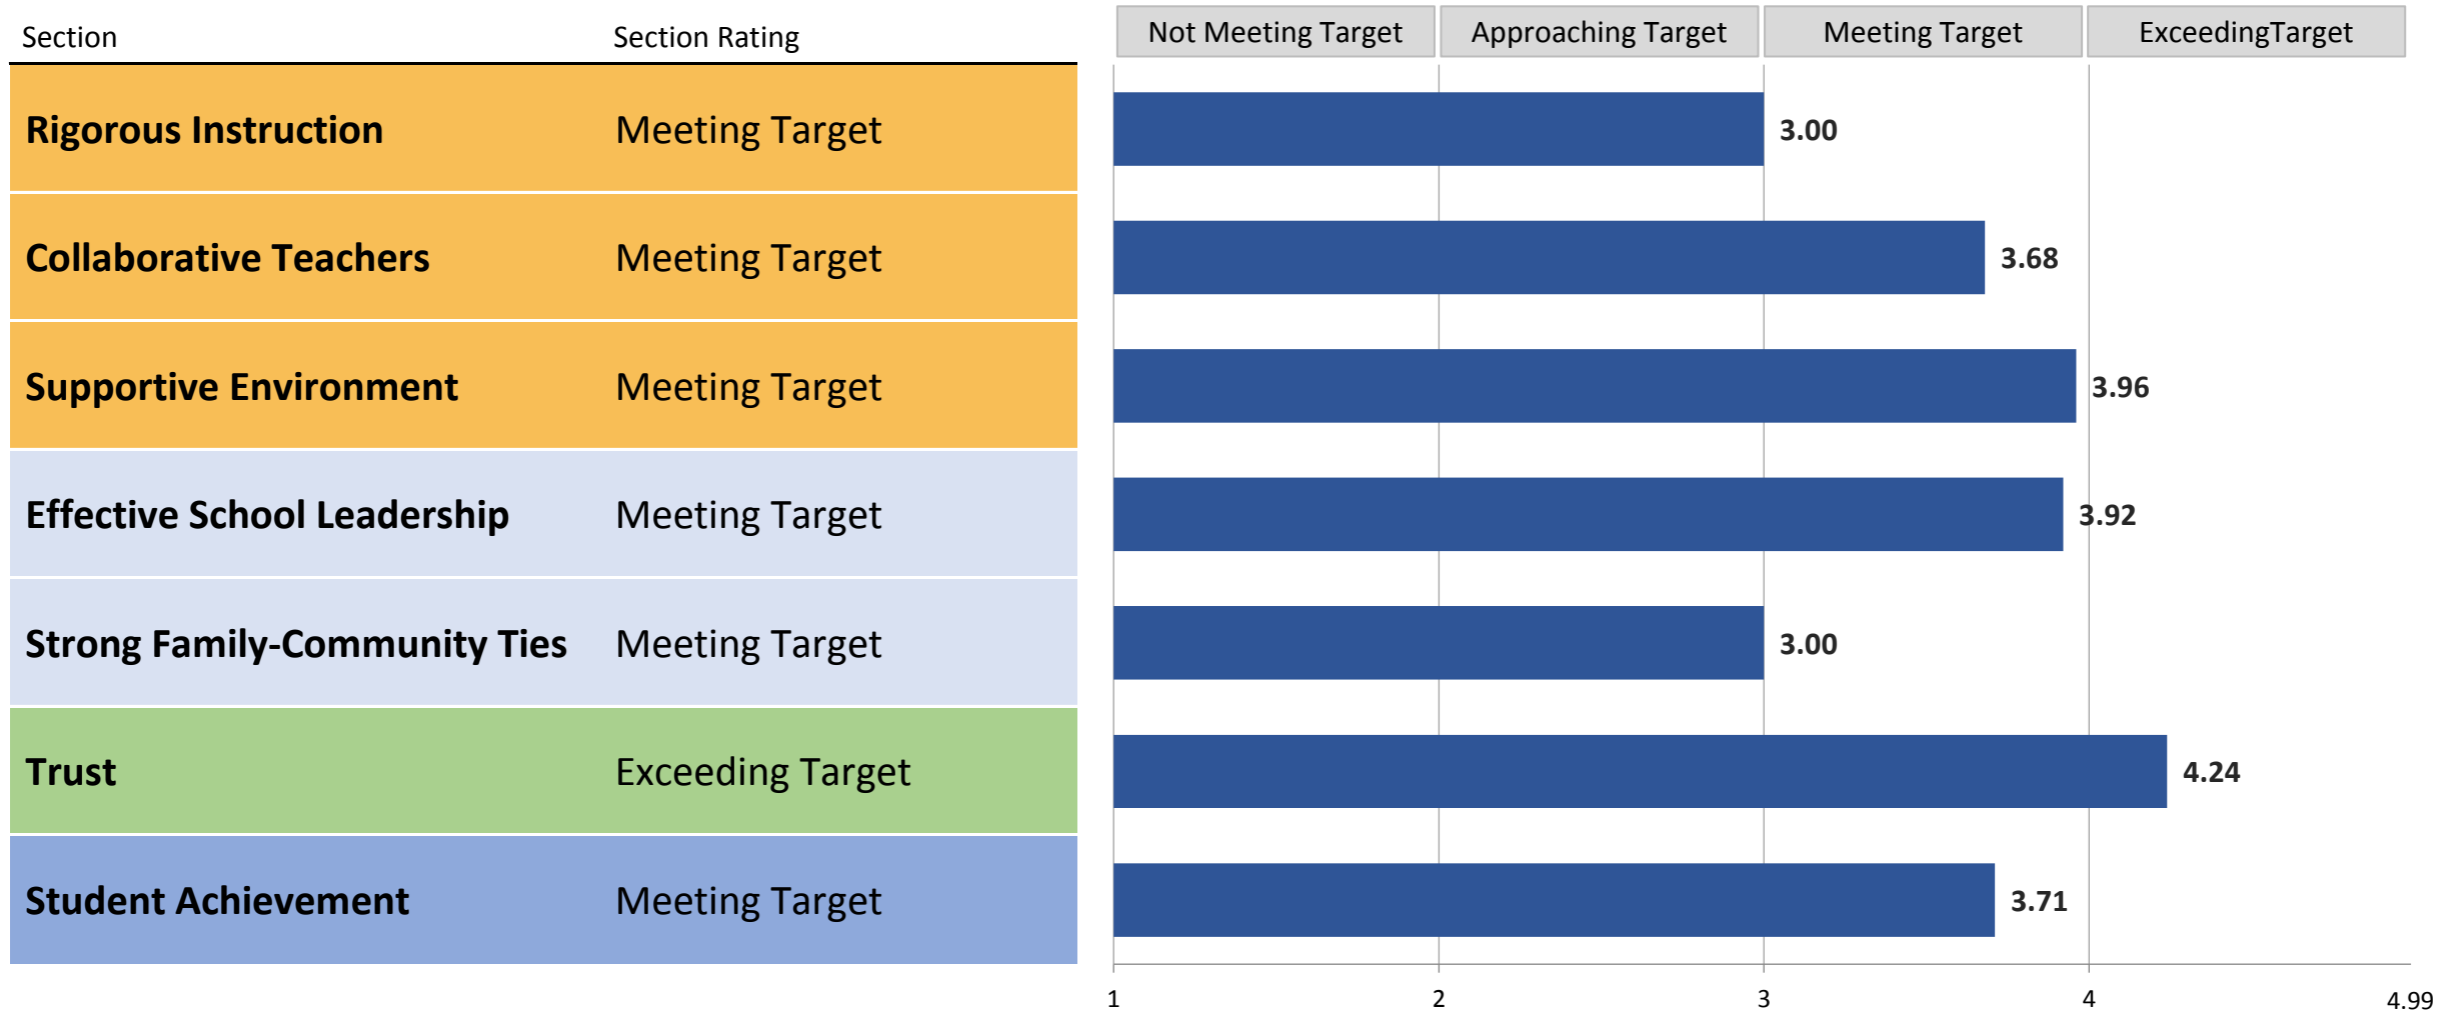 Section Section Rating Not Meeting Target Approaching Target Meeting Target ExceedingTarget
Rigorous Instruction Meeting Target 3.00
Collaborative Teachers Meeting Target 3.68
Supportive Environment Meeting Target 3.96
Effective School Leadership Meeting Target 3.92
Strong Family-Community Ties Meeting Target 3.00
Trust Exceeding Target 4.24
Student Achievement Meeting Target 3.71
1 2 3 4 4.99